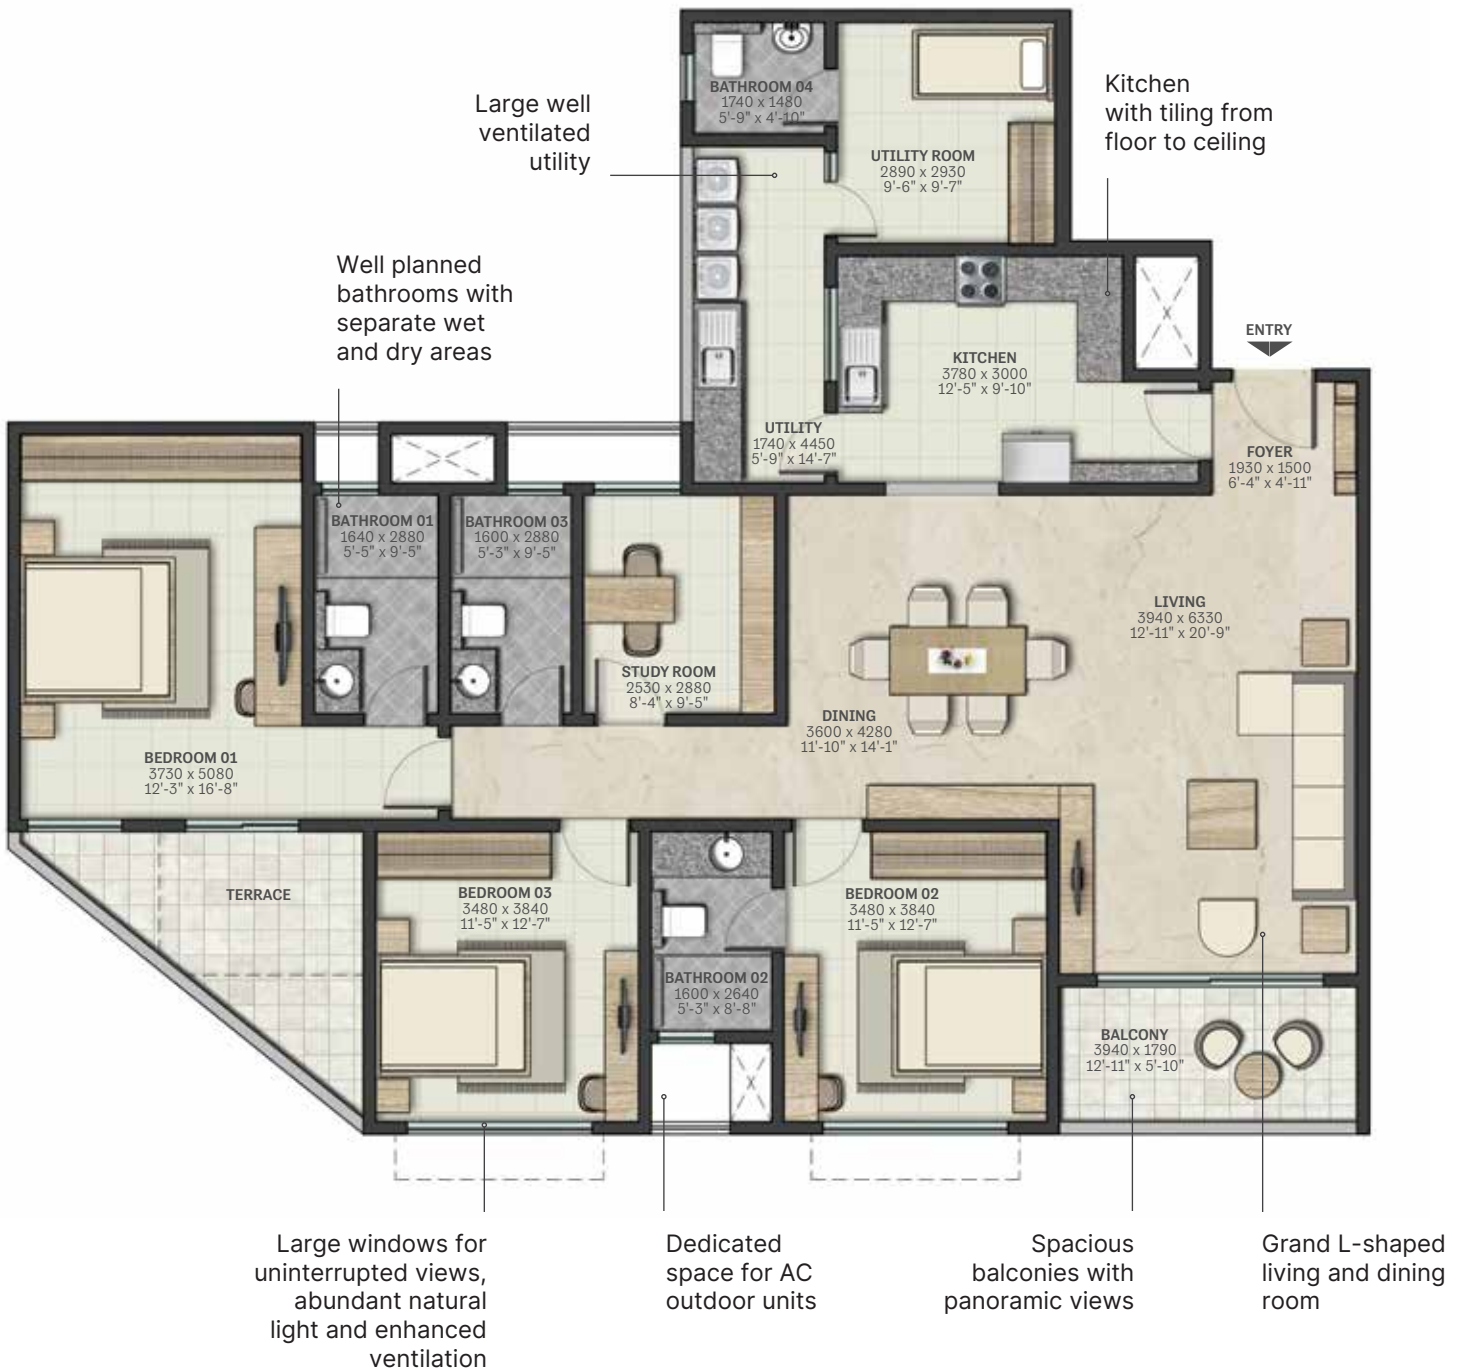 BATHROOM 04
1740 x 1480
5'-9" x 4'-10"
Large well
ventilated
utility
Kitchen
with tiling from
floor to ceiling
UTILITY ROOM
2890 x 2930
9'-6" x 9'-7"
Well planned
bathrooms with
separate wet
and dry areas
ENTRY
KITCHEN
3780 x 3000
12'-5" x 9'-10"
UTILITY
1740 x 4450
5'-9" x 14'-7"
FOYER
1930 x 1500
6'-4" x 4'-11"
BATHROOM 01
1640 x 2880
5'-5" x 9'-5"
BATHROOM 03
1600 x 2880
5'-3" x 9'-5"
STUDY ROOM
2530 x 2880
8'-4" x 9'-5"
LIVING
3940 x 6330
12'-11" x 20'-9"
DINING
3600 x 4280
11'-10" x 14'-1"
BEDROOM 01
3730 x 5080
12'-3" x 16'-8"
TERRACE
BEDROOM 03
3480 x 3840
11'-5" x 12'-7"
BEDROOM 02
3480 x 3840
11'-5" x 12'-7"
BATHROOM 02
1600 x 2640
5'-3" x 8'-8"
BALCONY
3940 x 1790
12'-11" x 5'-10"
Large windows for
uninterrupted views,
abundant natural
light and enhanced
ventilation
Dedicated
space for AC
outdoor units
Spacious
balconies with
panoramic views
Grand L-shaped
living and dining
room